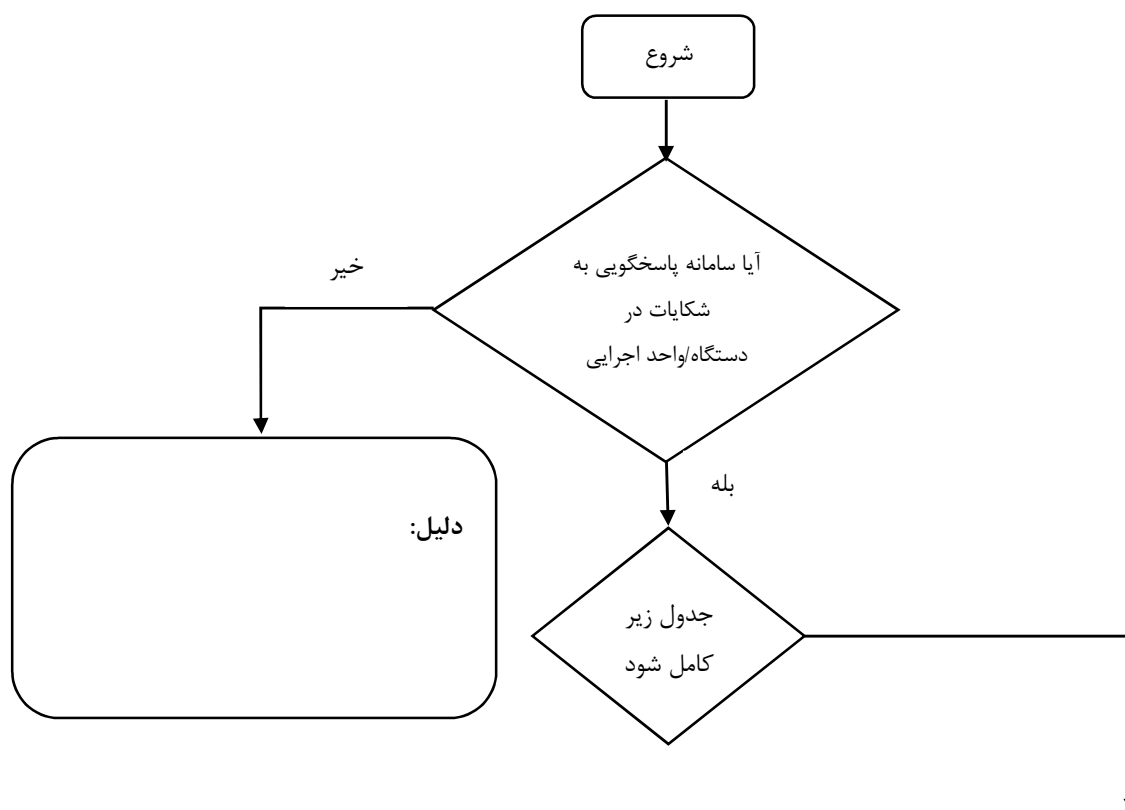 شروع
آیا سامانه پاسخگویی به
شکایات در
دستگاه/واحد اجرایی
خیر
بله
دلیل:
جدول زیر
کامل شود